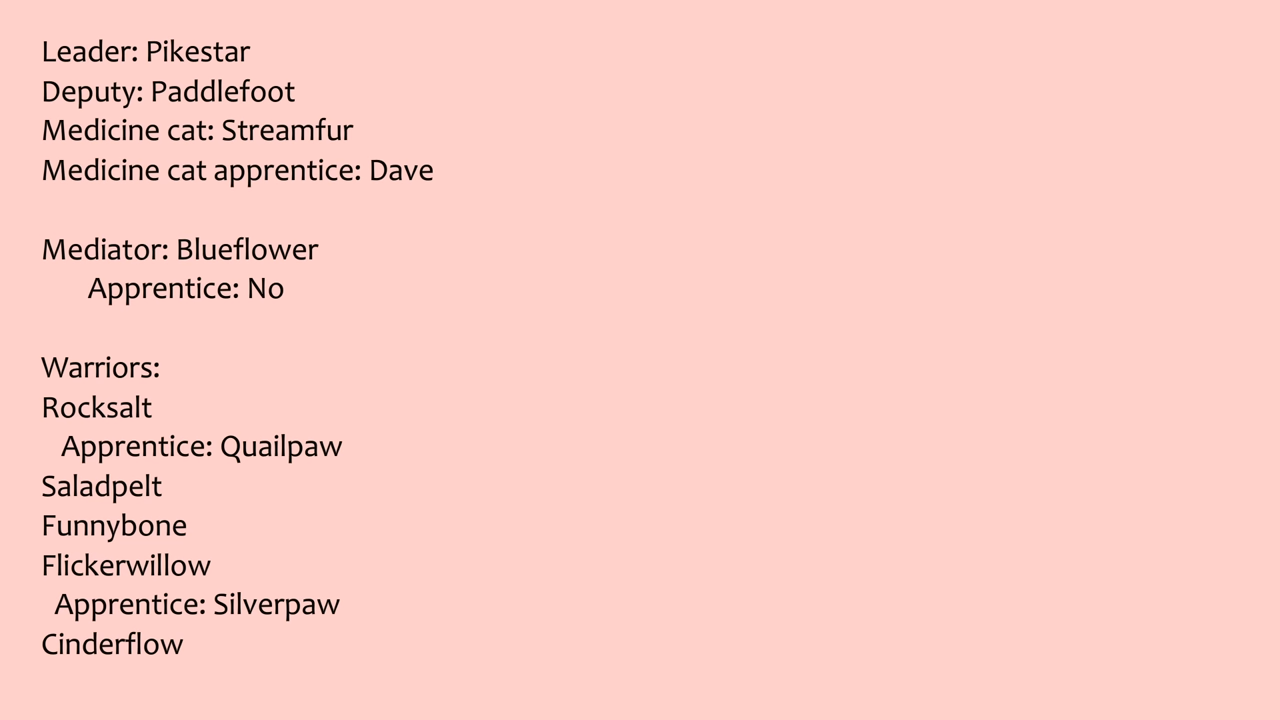 Leader: Pikestar
Deputy: Paddlefoot
Medicine cat: Streamfur
Medicine cat apprentice: Dave
Mediator: Blueflower
Apprentice: No
Warriors:
Rocksalt
Apprentice: Quailpaw
Saladpelt
Funnybone
Flickerwillow
Apprentice: Silverpaw
Cinderflow